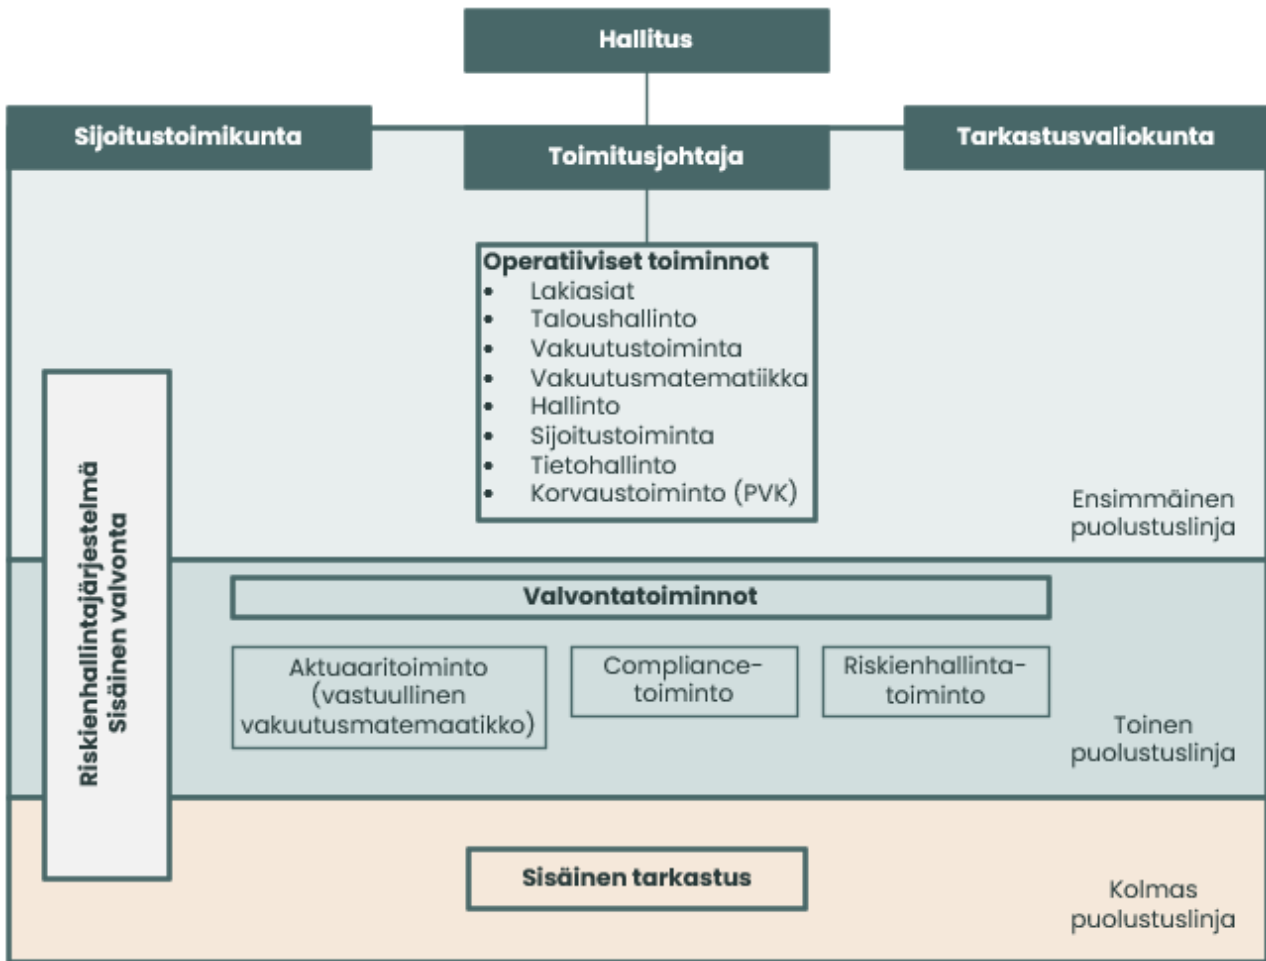 Hallitus
Sijoitustoimikunta
Toimitusjohtaja
Tarkastusvaliokunta
Operatiiviset toiminnot
• Lakiasiat
• Taloushallinto
• Vakuutustoiminta
• Vakuutusmatematiikka
• Hallinto
• Sijoitustoiminta
• Tietohallinto
• Korvaustoiminto (PVK)
Ensimmäinen
puolustuslinja
Riskienhallintajärjestelmä
Sisäinen valvonta
Valvontatoiminnot
Aktuaaritoiminto
(vastuullinen
vakuutusmatemaatikko)
Compliance-
toiminto
Riskienhallinta-
toiminto
Toinen
puolustuslinja
Sisäinen tarkastus
Kolmas
puolustuslinja